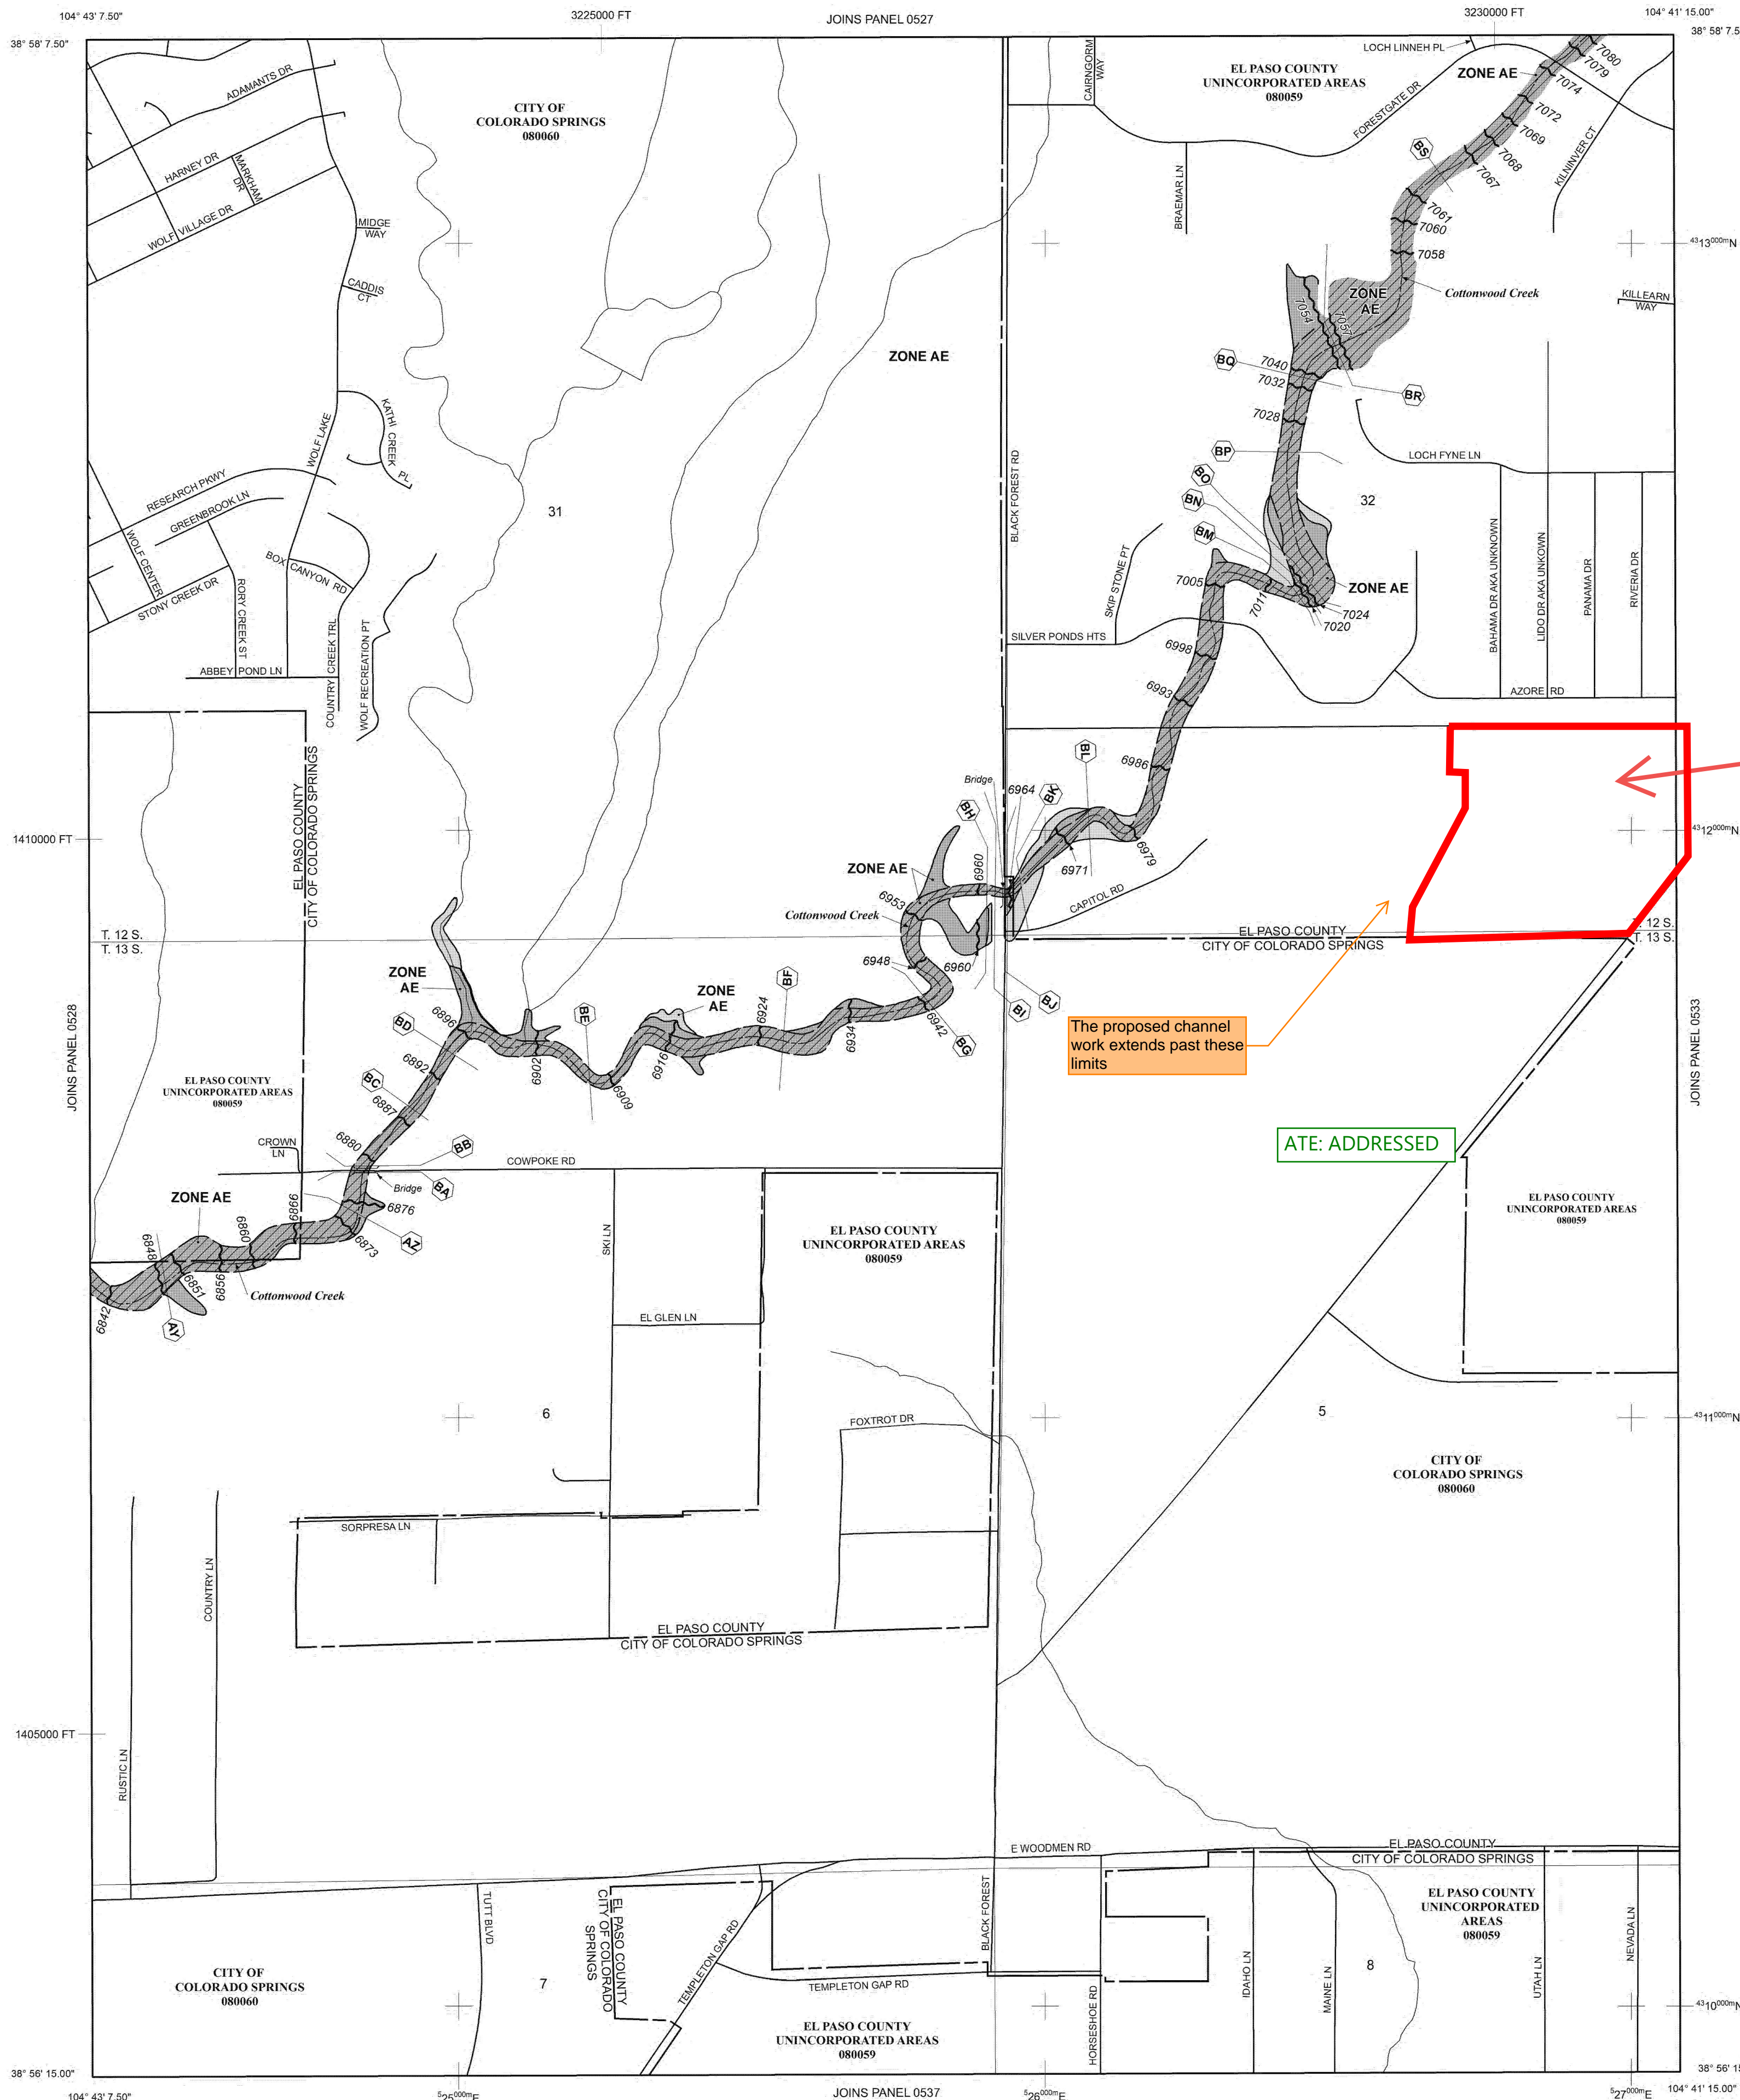 104° 43' 7.50"
3225000 FT
JOINS PANEL 0527
3230000 FT
104° 41' 15.00"
38° 58' 7.50"
38° 58' 7.5
LOCH LINNEH PL
7080
7079
7074
ZONE AE
EL PASO COUNTY
UNINCORPORATED AREAS
080059
CAIRNGORM
WAY
FORESTGATE DR
ADAMANTS DR
CITY OF
COLORADO SPRINGS
080060
7072
7069
7068
7067
BS
KILNINVER CT
HARNEY DR
MARKHAM
DR
WOLF VILLAGE DR
MIDGE
WAY
BRAEMAR LN
7061
7060
7058
4313000mN
CADDIS
CT
ZONE
AE
Cottonwood Creek
KILLEARN
WAY
7054
7057
ZONE AE
BQ
7040
7032
BR
7028
KATHI CREEK PL
WOLF LAKE
BP
LOCH FYNE LN
BLACK FOREST RD
RESEARCH PKWY
GREENBROOK LN
BO
BN
BM
31
32
WOLF CENTER
BOX CANYON RD
STONY CREEK DR
RORY CREEK ST
SKIP STONE PT
BAHAMA DR AKA UNKNOWN
LIDO DR AKA UNKOWN
PANAMA DR
RIVERIA DR
7005
7011
ZONE AE
7024
7020
SILVER PONDS HTS
6998
ABBEY POND LN
COUNTRY CREEK TRL
WOLF RECREATION PT
6993
AZORE RD
EL PASO COUNTY
CITY OF COLORADO SPRINGS
BL
6986
Bridge
6964
BK
BH
1410000 FT
4312000mN
6979
6971
6960
ZONE AE
6953
CAPITOL RD
Cottonwood Creek
T. 12 S.
T. 13 S.
EL PASO COUNTY
CITY OF COLORADO SPRINGS
T. 12 S.
T. 13 S.
6948
6960
ZONE
AE
ZONE
AE
BF
BI
BJ
JOINS PANEL 0528
JOINS PANEL 0533
BD
6896
BE
6924
6934
6942
BG
The proposed channel
work extends past these
limits
6892
6902
6916
6909
BC
6887
EL PASO COUNTY
UNINCORPORATED AREAS
080059
6880
BB
CROWN
LN
COWPOKE RD
ATE: ADDRESSED
Bridge
BA
6876
ZONE AE
6866
6860
6873
AZ
SKI LN
EL PASO COUNTY
UNINCORPORATED AREAS
080059
EL PASO COUNTY
UNINCORPORATED AREAS
080059
6848
6851
6856
Cottonwood Creek
6842
AY
EL GLEN LN
6
5
FOXTROT DR
4311000mN
CITY OF
COLORADO SPRINGS
080060
SORPRESA LN
COUNTRY LN
EL PASO COUNTY
CITY OF COLORADO SPRINGS
1405000 FT
RUSTIC LN
E WOODMEN RD
EL PASO COUNTY
CITY OF COLORADO SPRINGS
TUTT BLVD
EL PASO COUNTY
CITY OF COLORADO
SPRINGS
TEMPLETON GAP RD
BLACK FOREST
EL PASO COUNTY
UNINCORPORATED
AREAS
080059
NEVADA LN
CITY OF
COLORADO SPRINGS
080060
7
TEMPLETON GAP RD
HORSESHOE RD
IDAHO LN
MAINE LN
8
UTAH LN
4310000mN
EL PASO COUNTY
UNINCORPORATED AREAS
080059
38° 56' 15.00"
38° 56' 15
104° 43' 7.50"
525000mE
JOINS PANEL 0537
526000mE
527000mE
104° 41' 15.00"